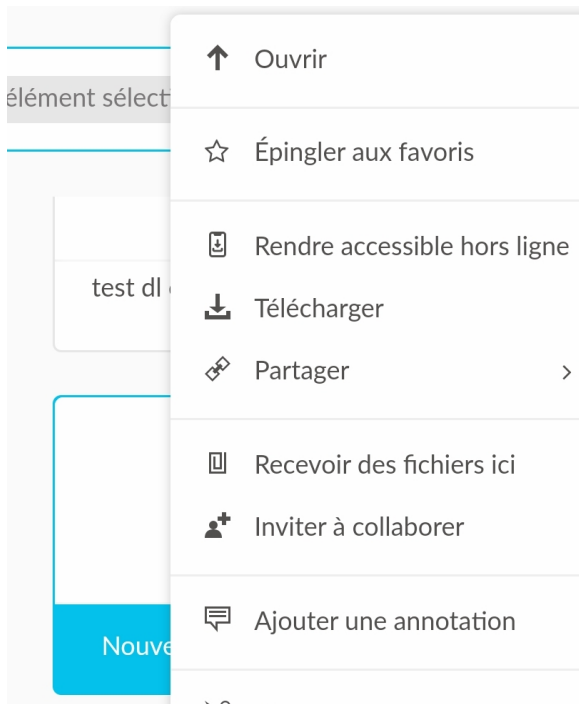 Ouvrir
élément sélect
Épingler aux favoris
Rendre accessible hors ligne
test dl
Télécharger
Partager
Recevoir des fichiers ici
Inviter à collaborer
Ajouter une annotation
Nouve